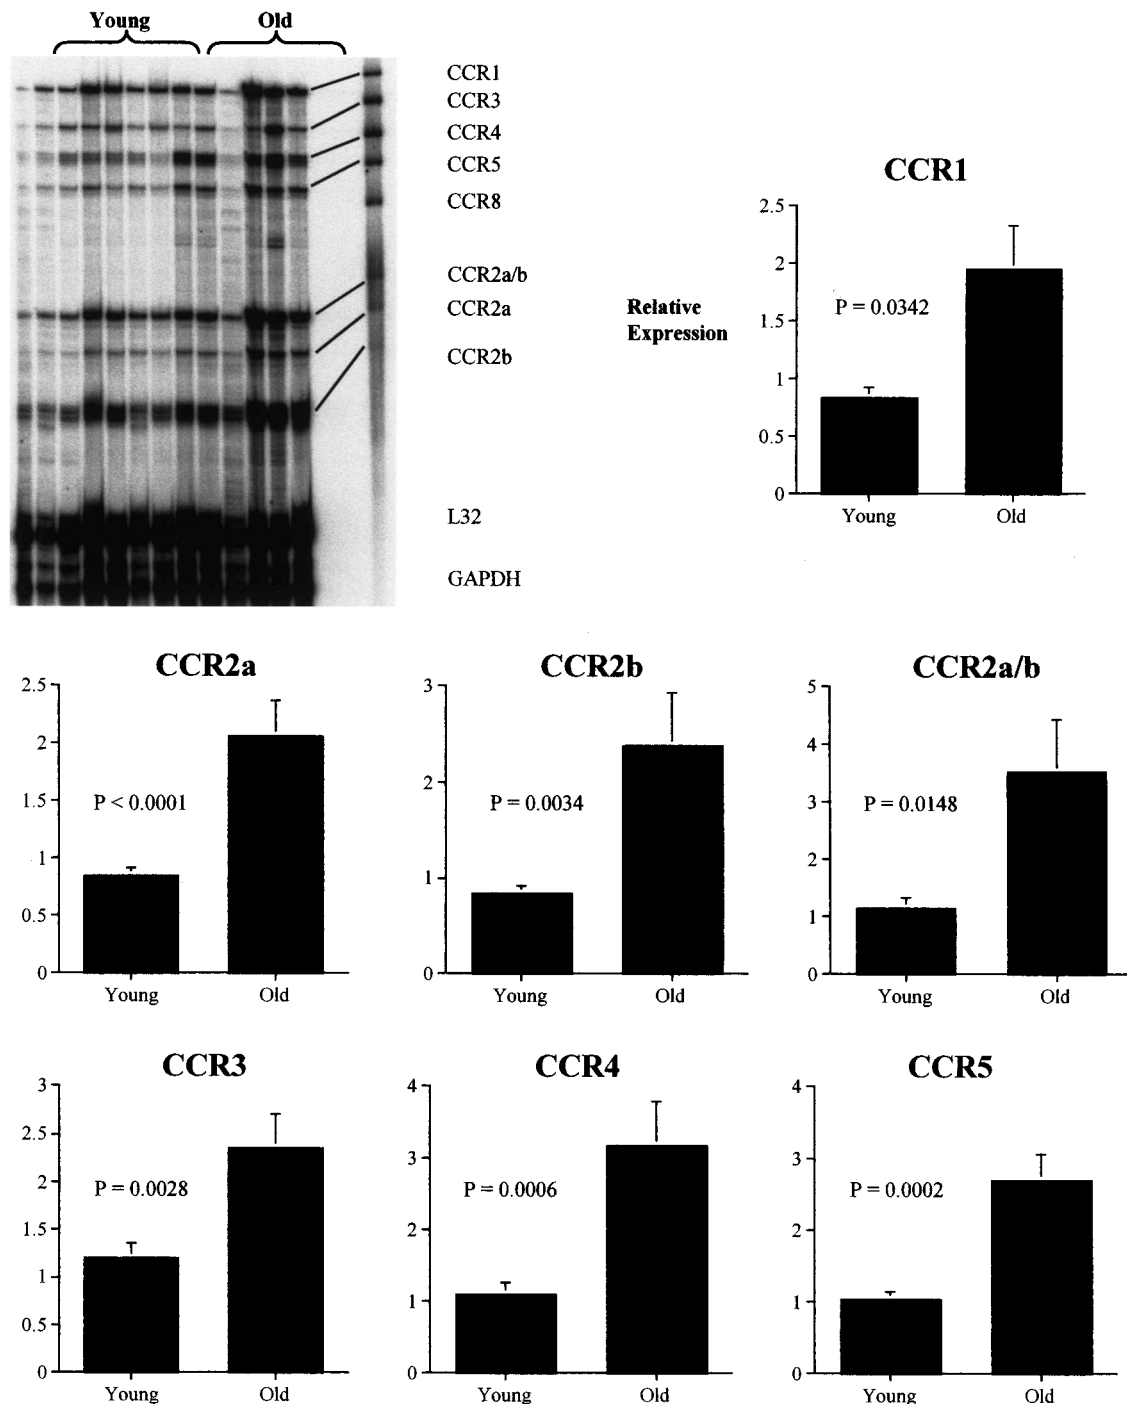 Young Old
CCR1
CCR3
CCR4
CCR5
CCR8
CCR2a/b
CCR2a
CCR2b
L32
GAPDH
CCR1
Relative
Expression
2.5
2
1.5
1
0.5
0
P = 0.0342
Young Old
CCR2a
2.5
2
1.5
1
0.5
0
P < 0.0001
Young Old
CCR2b
3
2
1
0
P = 0.0034
Young Old
CCR2a/b
5
4
3
2
1
0
P = 0.0148
Young Old
CCR3
3
2.5
2
1.5
1
0.5
0
P = 0.0028
Young Old
CCR4
4
3
2
1
0
P = 0.0006
Young Old
CCR5
4
3
2
1
0
P = 0.0002
Young Old